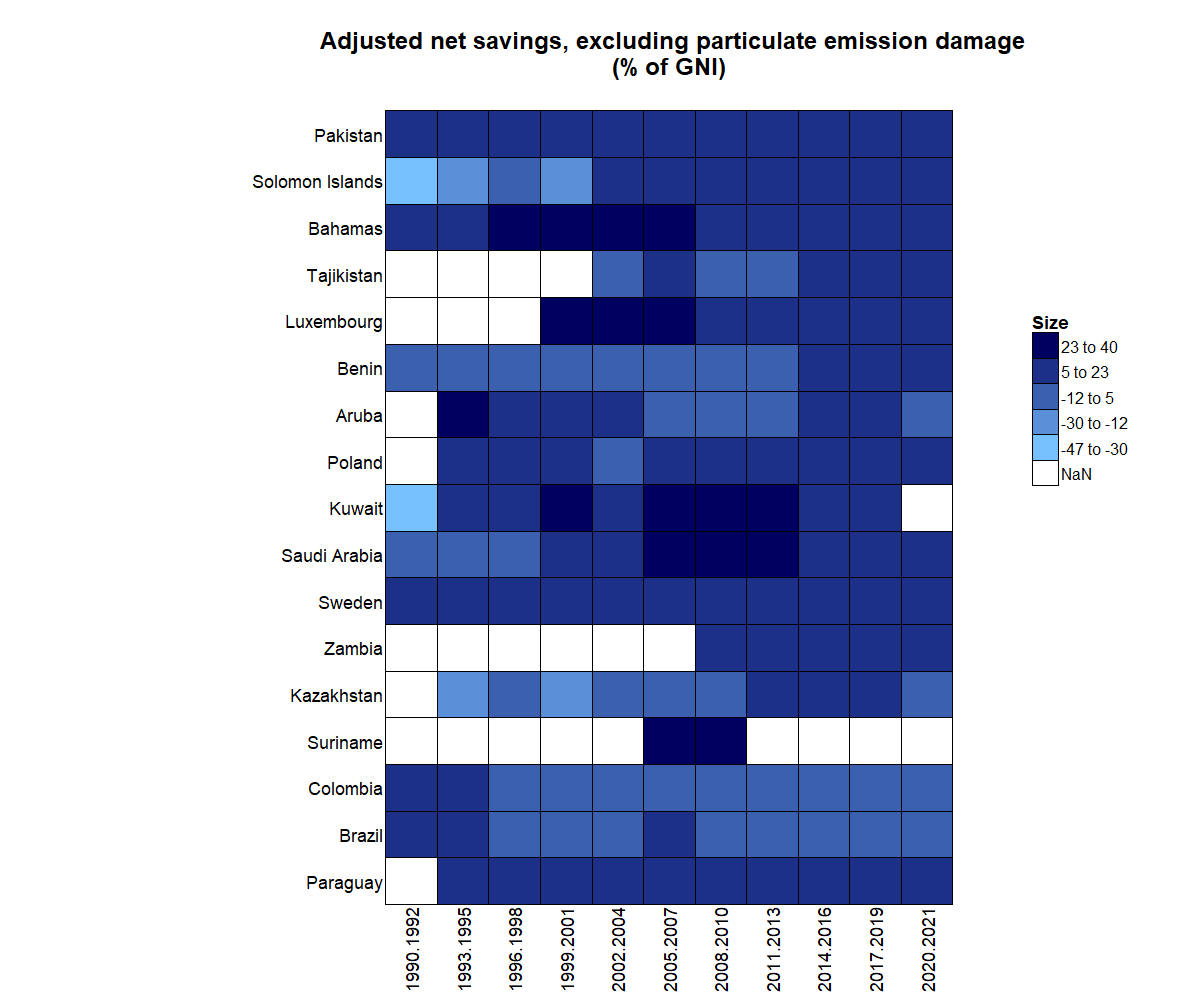 Adjusted net savings, excluding particulate emission damage
(% of GNI)
Pakistan
Solomon Islands
Bahamas
Tajikistan
Luxembourg
Benin
Aruba
Poland
Kuwait
Saudi Arabia
Sweden
Zambia
Kazakhstan
Suriname
Colombia
Brazil
Paraguay
1990.1992
1993.1995
1996.1998
1999.2001
2002.2004
2005.2007
2008.2010
2011.2013
2014.2016
2017.2019
2020.2021
Size
23 to 40
5 to 23
-12 to 5
-30 to -12
-47 to -30
NaN